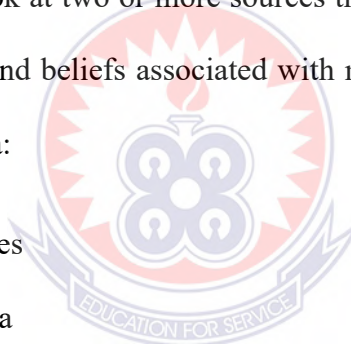 ok at two or more sources th
nd beliefs associated with r
a:
es
a
EDUCATION FOR SERVICE